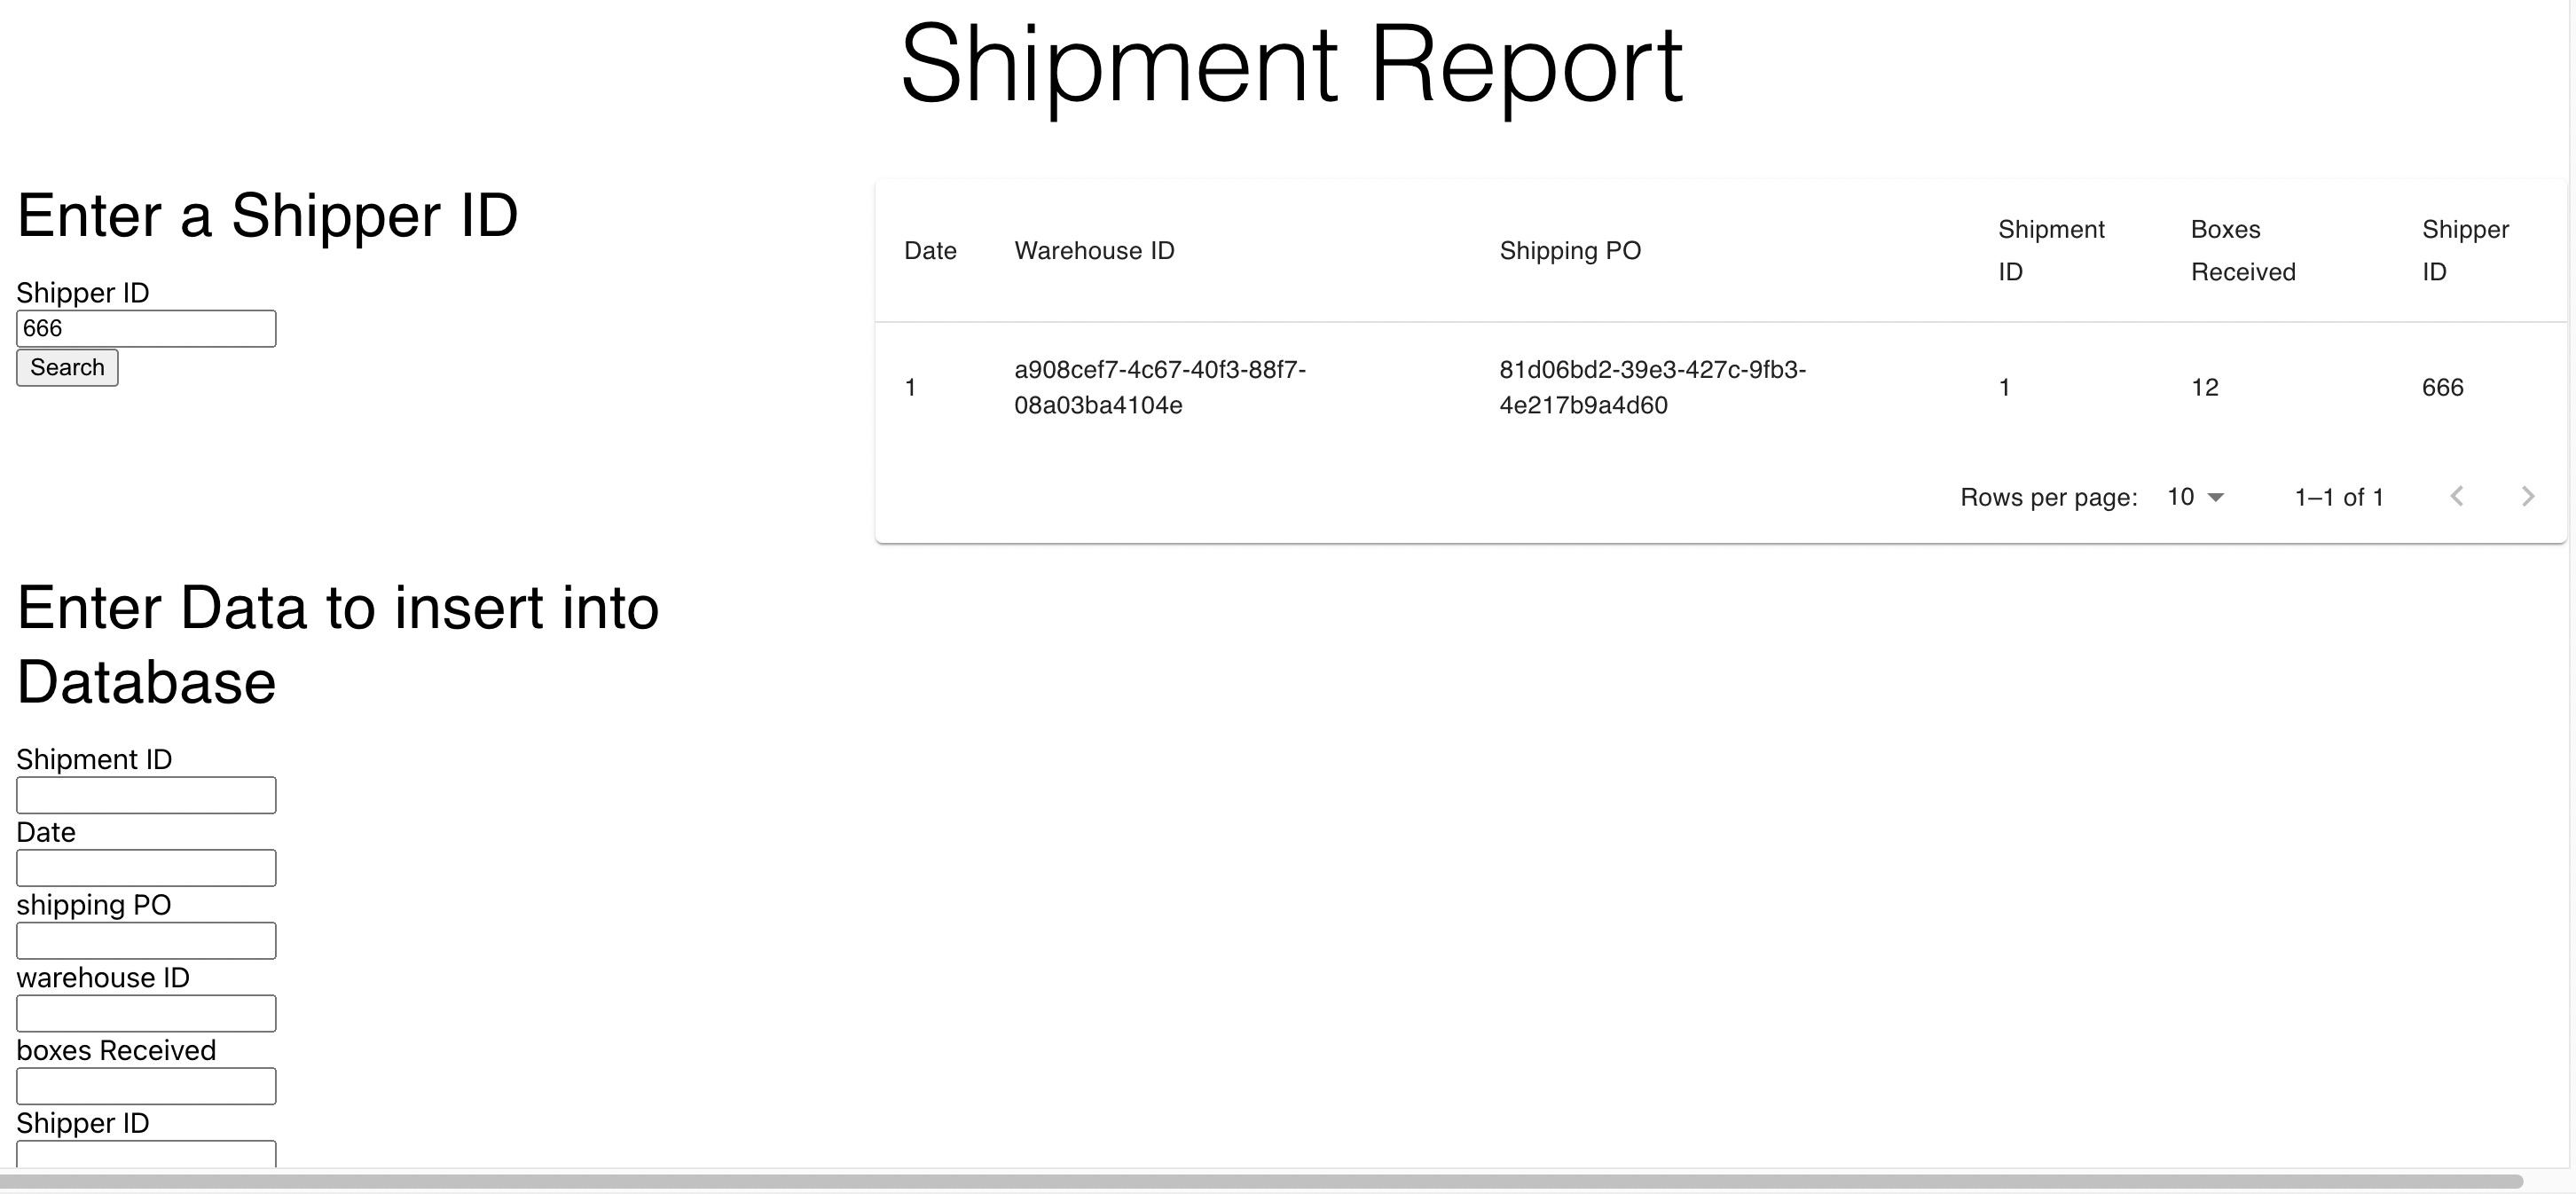 Shipment Report
Enter a Shipper ID
Shipper ID
666
Search
Date Warehouse ID Shipping PO Shipment ID Boxes Received Shipper ID
1 a908cef7-4c67-40f3-88f7-08a03ba4104e 81d06bd2-39e3-427c-9fb3-4e217b9a4d60 1 12 666
Rows per page: 10 1–1 of 1
Enter Data to insert into
Database
Shipment ID
Date
shipping PO
warehouse ID
boxes Received
Shipper ID